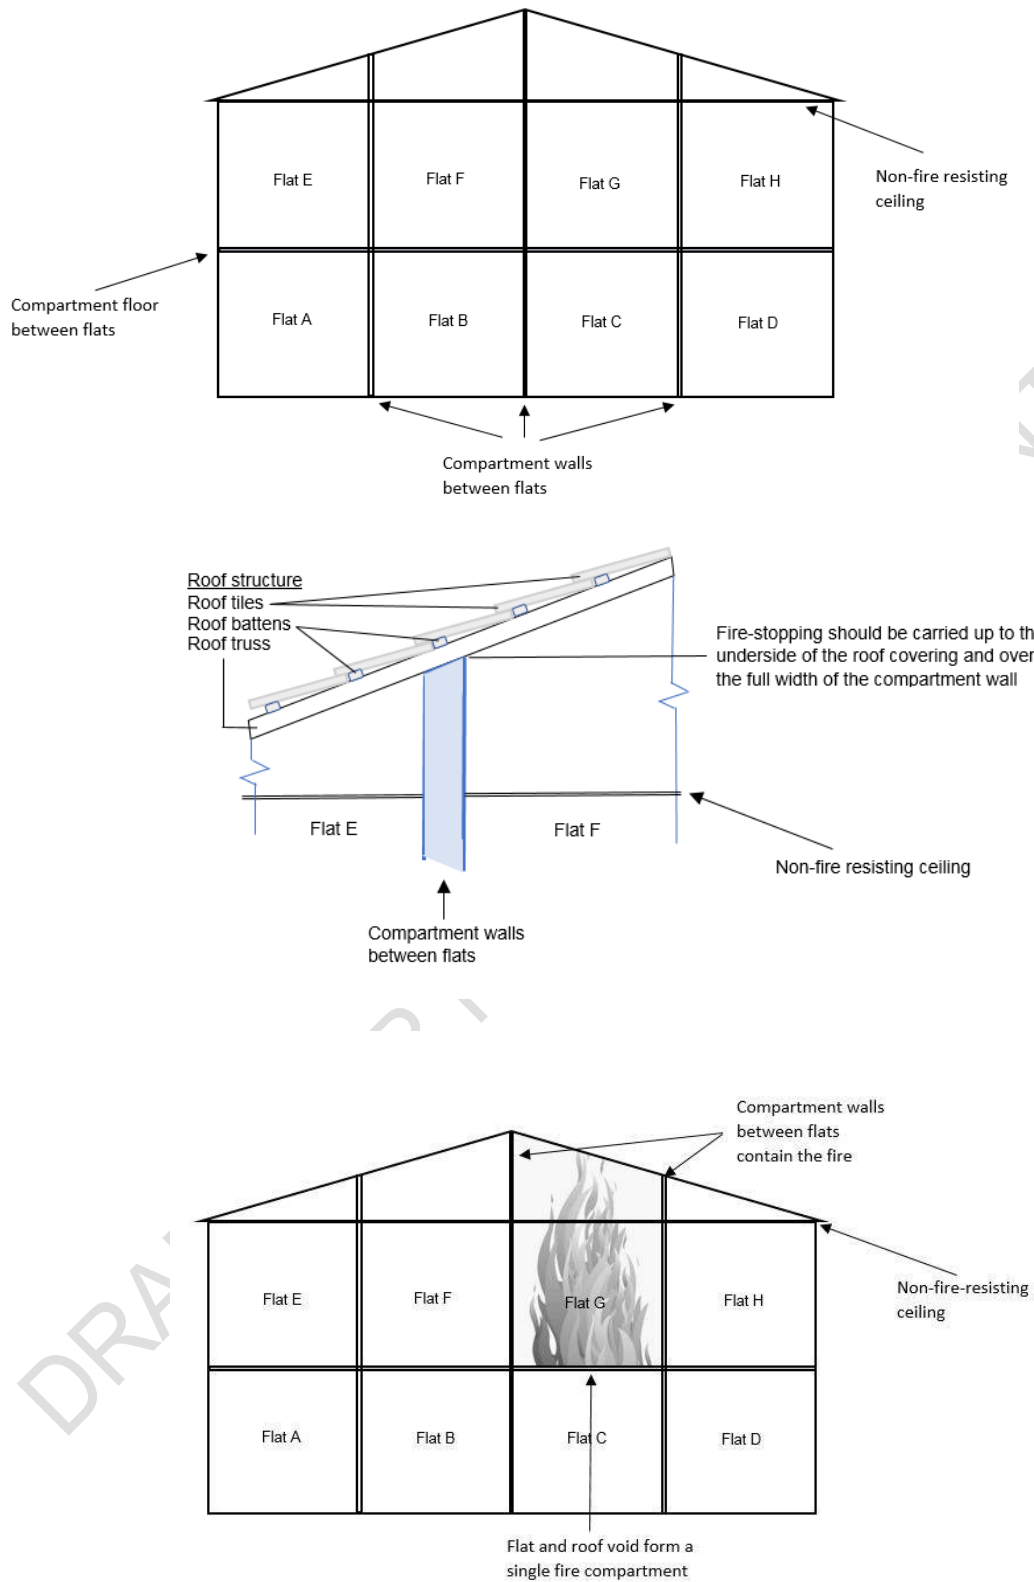 Flat E
Flat F
Flat G
Flat H
Non-fire resisting
ceiling
Compartment floor
between flats
Flat A
Flat B
Flat C
Flat D
Compartment walls
between flats
Roof structure
Roof tiles
Roof battens
Roof truss
Fire-stopping should be carried up to th
underside of the roof covering and over
the full width of the compartment wall
Flat E
Flat F
Non-fire resisting ceiling
Compartment walls
between flats
Compartment walls
between flats
contain the fire
Flat E
Flat F
Flat G
Flat H
Non-fire-resisting
ceiling
Flat A
Flat B
Flat C
Flat D
Flat and roof void form a
single fire compartment
DRA